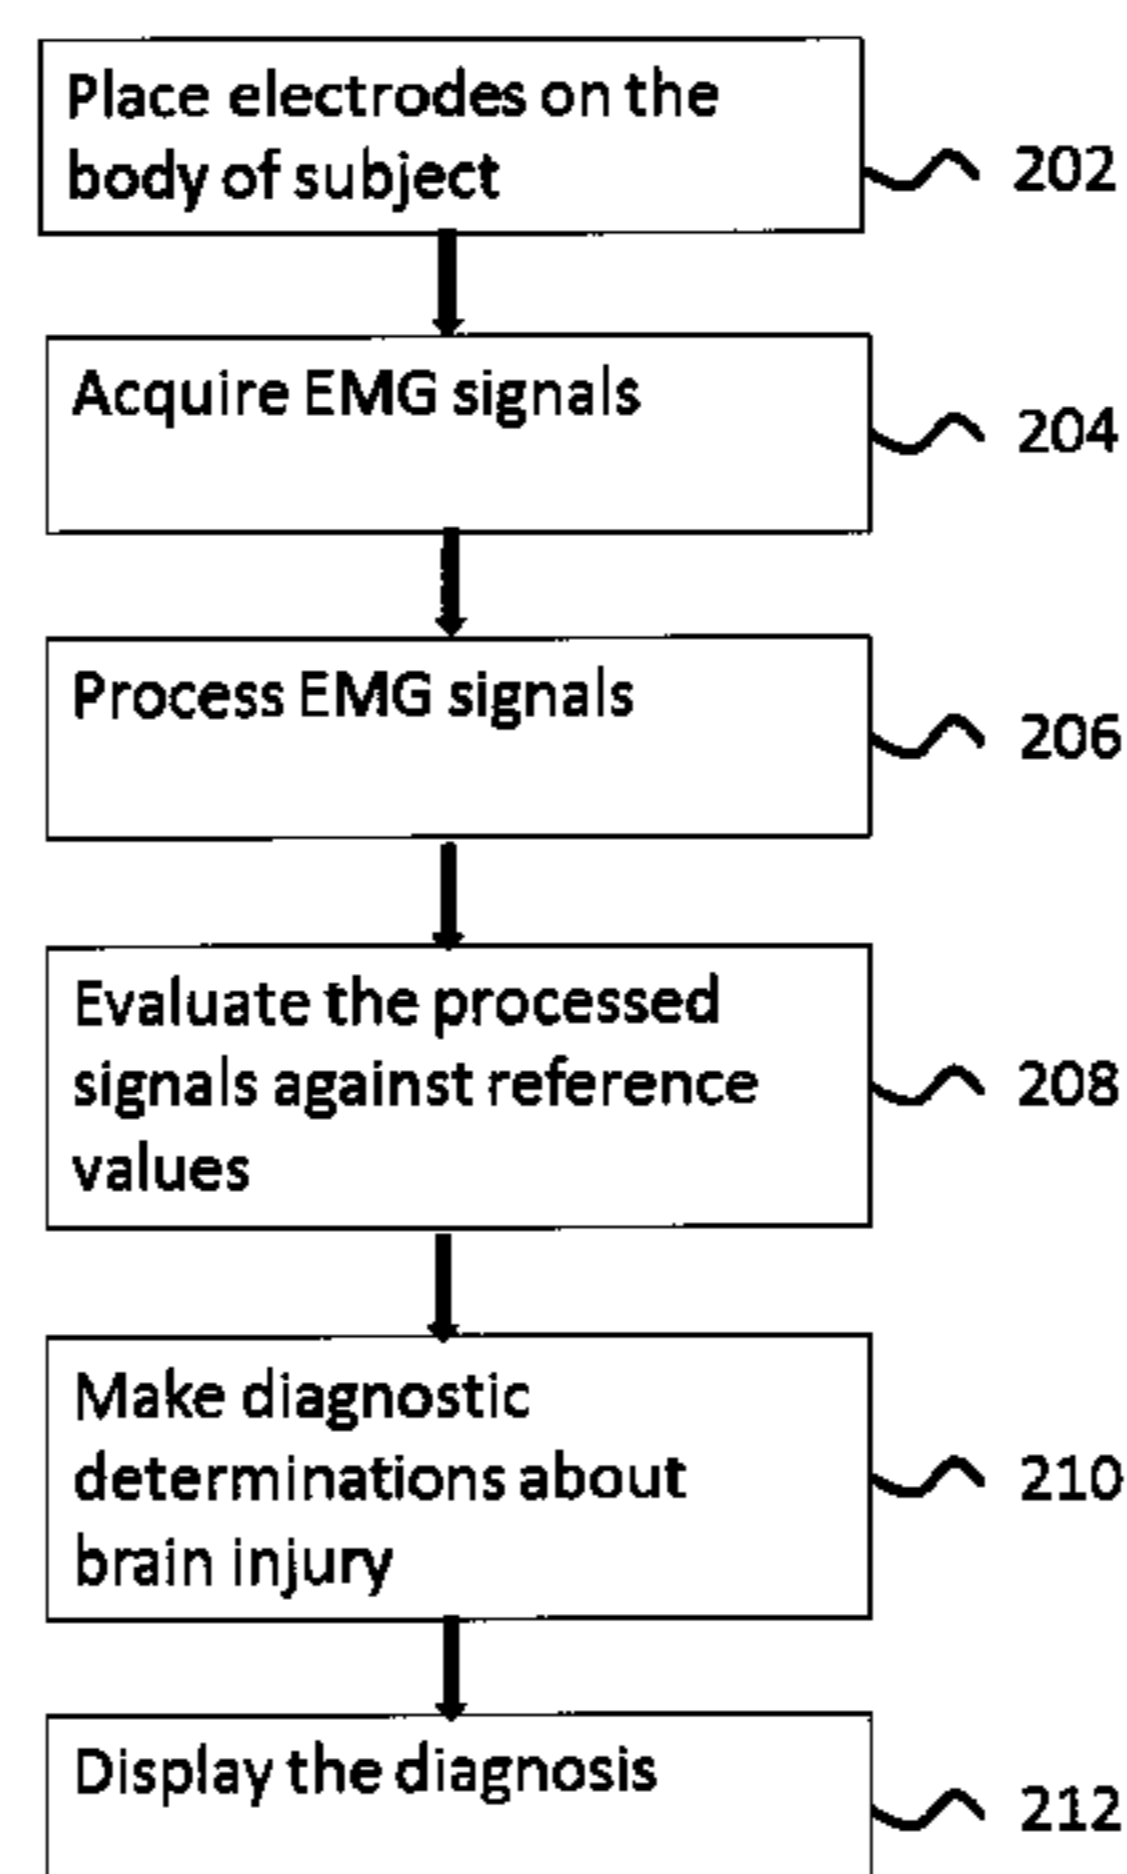 Place electrodes on the
body of subject
202
Acquire EMG signals
204
Process EMG signals
206
Evaluate the processed
signals against reference
values
208
Make diagnostic
determinations about
brain injury
210
Display the diagnosis
212